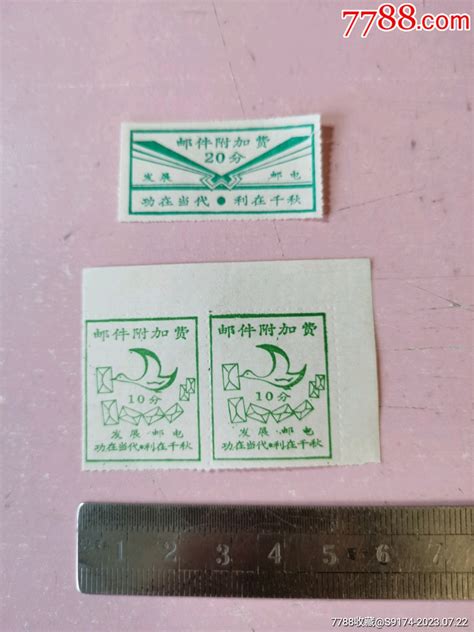 7788.com
邮件附加费
20分
发展 邮电
功在当代●利在千秋
邮件附加费
10分
发展·邮电
功在当代●利在千秋
邮件附加费
10分
发展·邮电
功在当代●利在千秋
1 2 3 4 5 6 7
7788收藏@S9174-2023.07.22